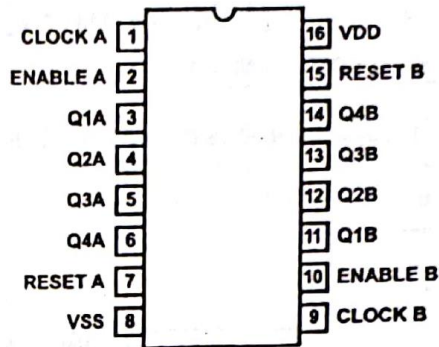 CLOCK A 1
ENABLE A 2
Q1A 3
Q2A 4
Q3A 5
Q4A 6
RESET A 7
VSS 8
16 VDD
15 RESET B
14 Q4B
13 Q3B
12 Q2B
11 Q1B
10 ENABLE B
9 CLOCK B